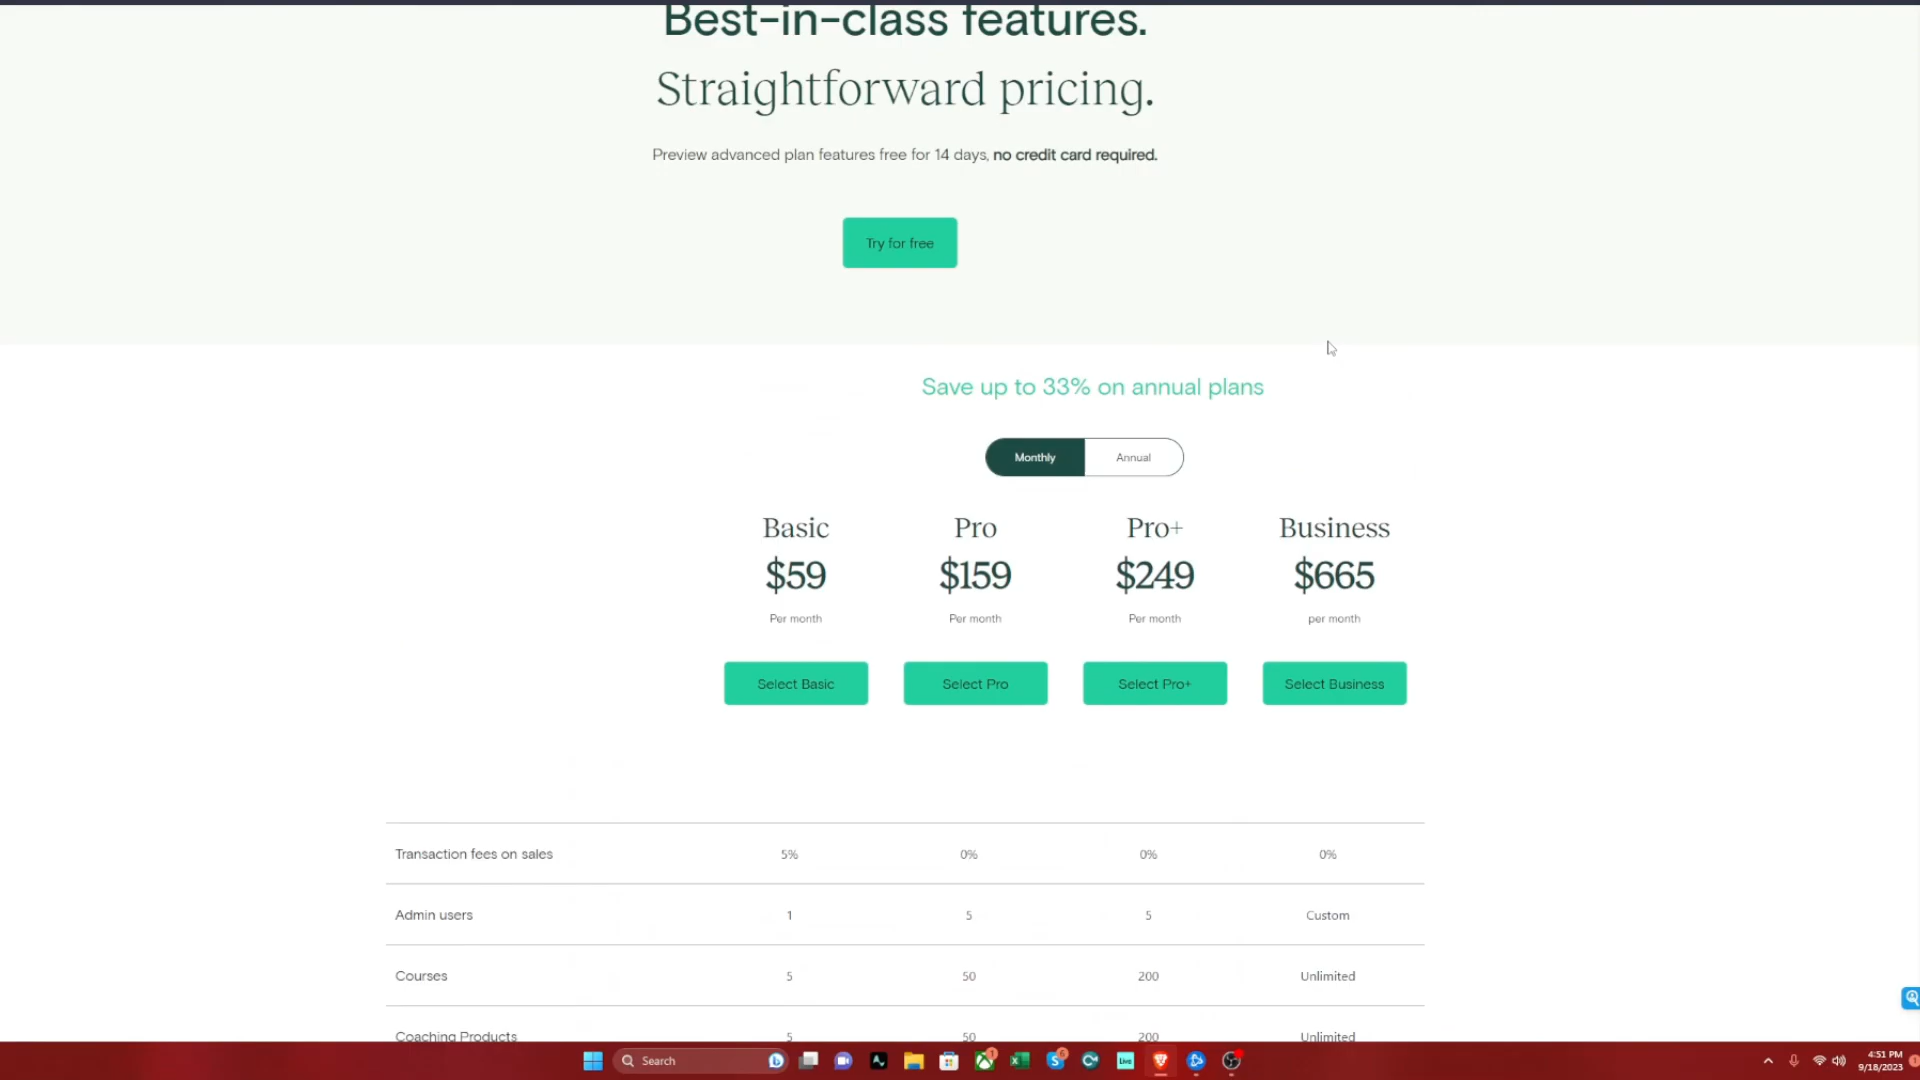 Best-in-class features.
Straightforward pricing.
Preview advanced plan features free for 14 days, no credit card required.
Try for free
Save up to 33% on annual plans
Monthly Annual
Basic Pro Pro+ Business
$59 $159 $249 $665
Per month Per month Per month per month
Select Basic Select Pro Select Pro+ Select Business
Transaction fees on sales 5% 0% 0% 0%
Admin users 1 5 5 Custom
Courses 5 50 200 Unlimited
Coaching Products 5 50 200 Unlimited
Search
Live
4:51 PM
9/18/2023